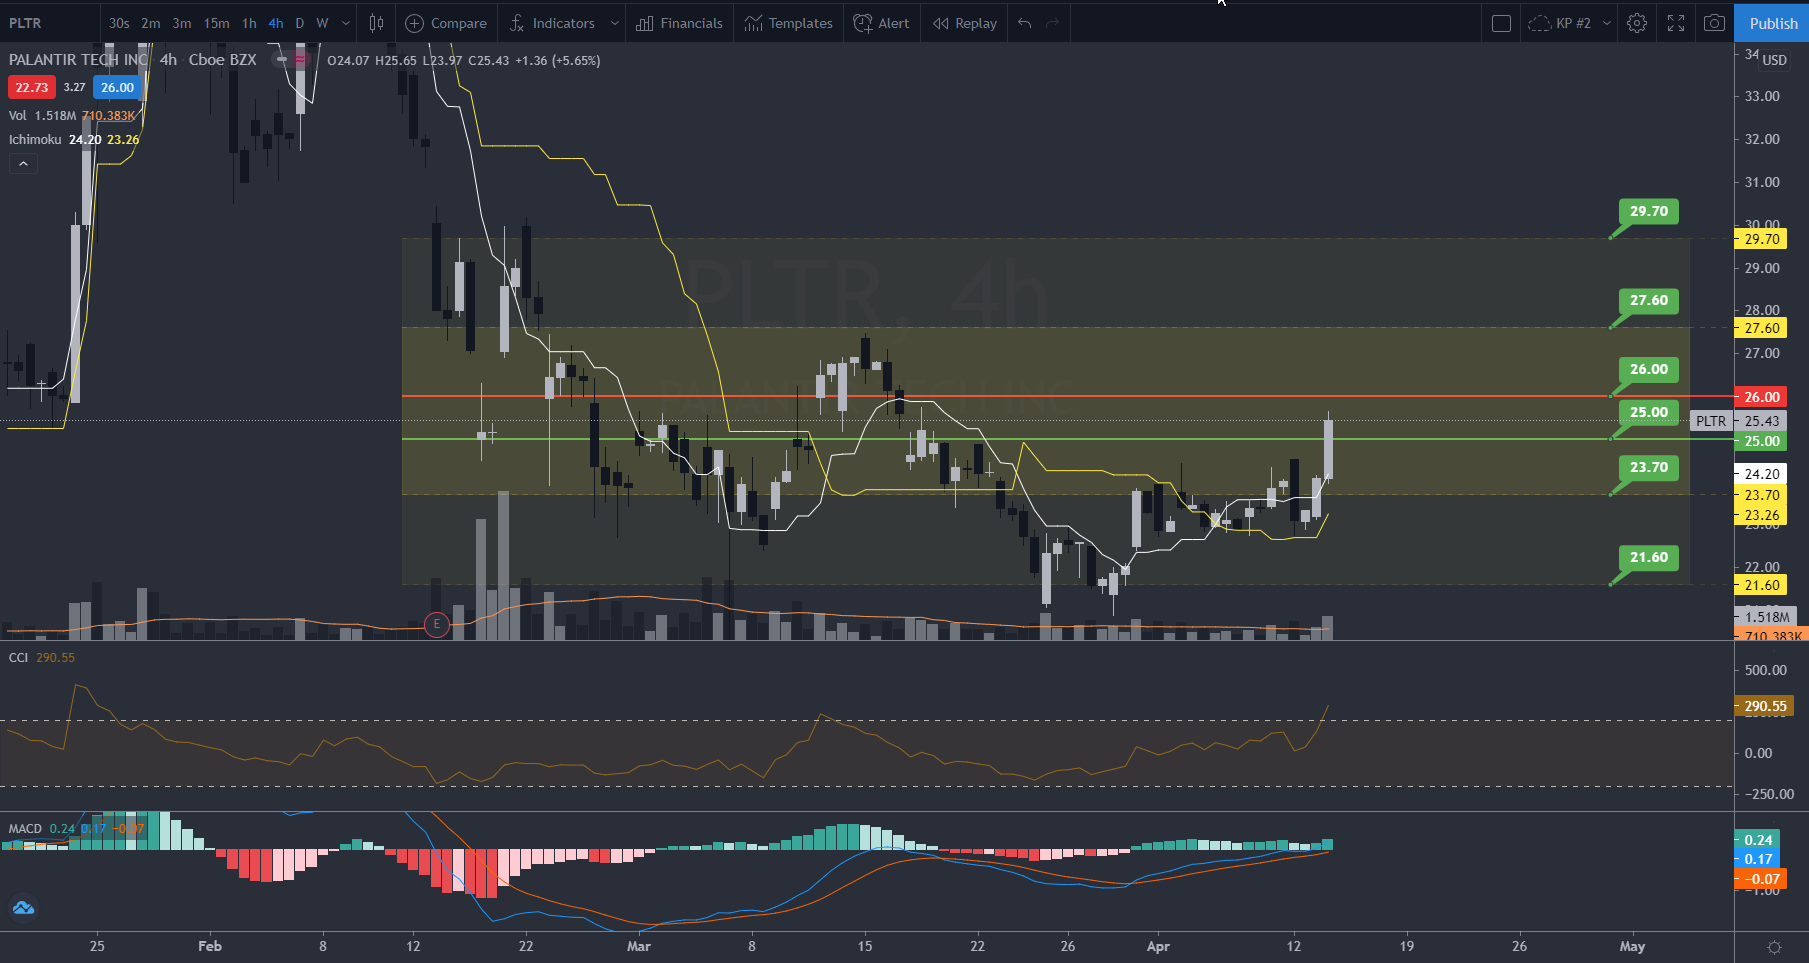 PLTR 30s 2m 3m 15m 1h 4h D W Compare Indicators Financials Templates Alert Replay KP #2 Publish
PALANTIR TECH INC 4h Cboe BZX O24.07 H25.65 L23.97 C25.43 +1.36 (+5.65%)
22.73 3.27 26.00
Vol 1.518M 710.383K
Ichimoku 24.20 23.26
PLTR, 4h
PALANTIR TECH INC
E
29.70
27.60
26.00
25.00
23.70
21.60
USD
34
33.00
32.00
31.00
30.00
29.70
29.00
28.00
27.60
27.00
26.00
PLTR 25.43
25.00
24.20
23.70
23.26
23.00
22.00
21.60
1.518M
710.383K
CCI 290.55
500.00
290.55
0.00
−250.00
MACD 0.24 0.17 −0.07
0.24
0.17
−0.07
−1.00
25 Feb 8 12 22 Mar 8 15 22 26 Apr 12 19 26 May